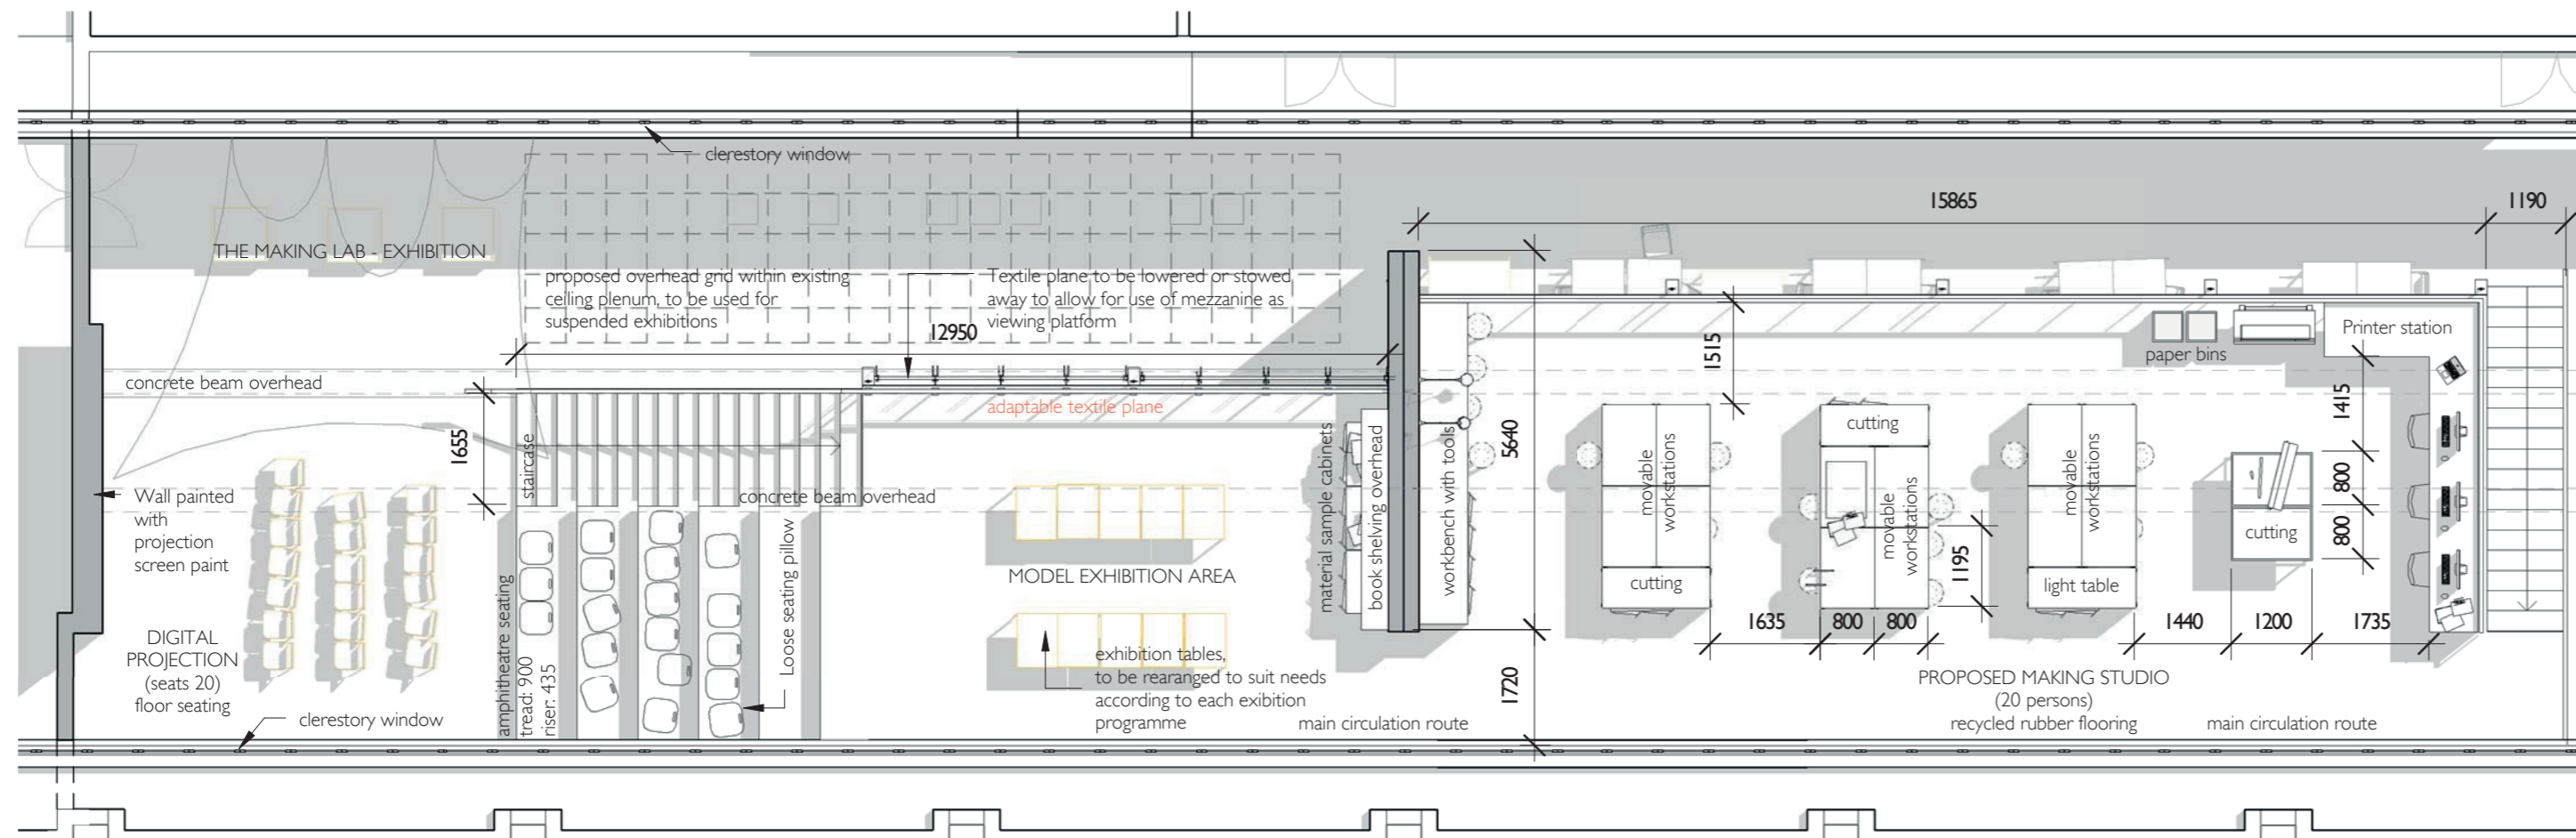 clerestory window
15865
1190
THE MAKING LAB - EXHIBITION
proposed overhead grid within existing
ceiling plenum, to be used for
suspended exhibitions
Textile plane to be lowered or stowed
away to allow for use of mezzanine as
viewing platform
12950
1515
Printer station
paper bins
concrete beam overhead
adaptable textile plane
1415
1655
staircase
5640
cutting
movable
workstations
movable
workstations
movable
workstations
material sample cabinets
book shelving overhead
workbench with tools
800
800
cutting
Wall painted
with
projection
screen paint
concrete beam overhead
Loose seating pillow
1195
MODEL EXHIBITION AREA
cutting
light table
amphitheatre seating
tread: 900
riser: 435
DIGITAL
PROJECTION
(seats 20)
floor seating
1635
800
800
1440
1200
1735
exhibition tables,
to be rearranged to suit needs
according to each exibition
programme
1720
PROPOSED MAKING STUDIO
(20 persons)
recycled rubber flooring
clerestory window
main circulation route
main circulation route